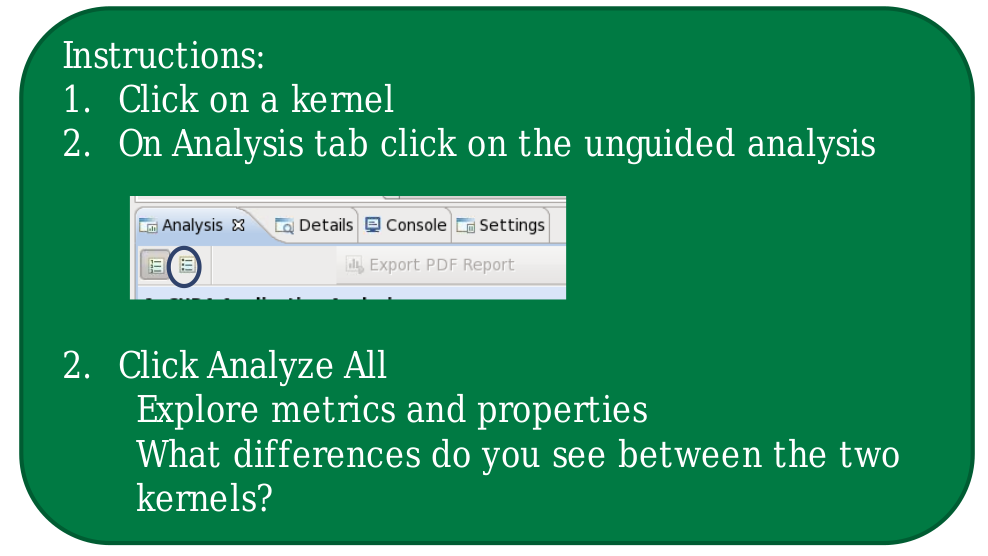 Instructions:
1. Click on a kernel
2. On Analysis tab click on the unguided analysis
Analysis Details Console Settings
Export PDF Report
2. Click Analyze All
Explore metrics and properties
What differences do you see between the two
kernels?